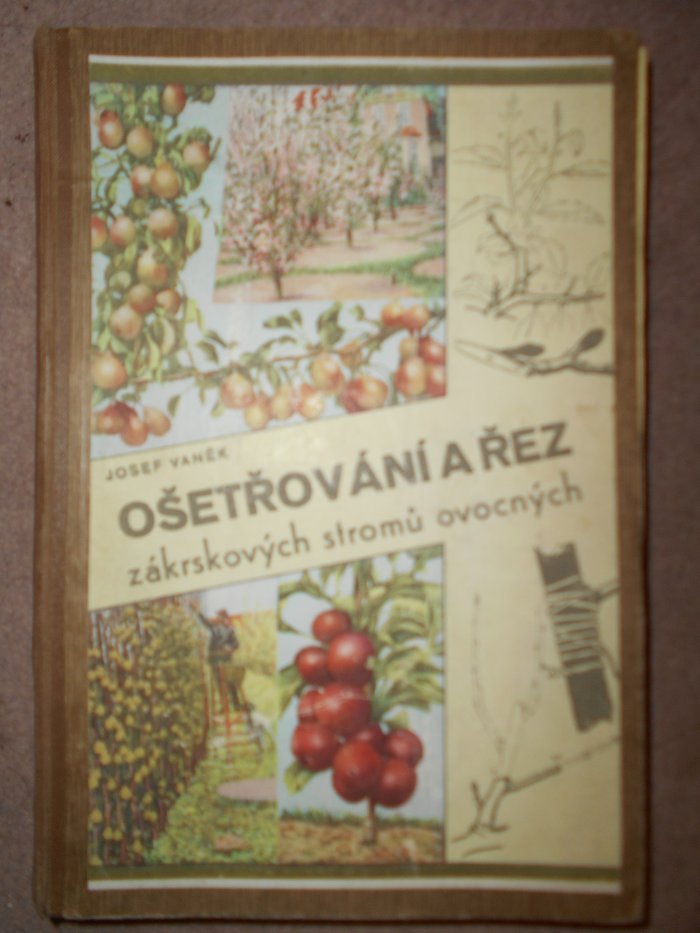 JOSEF VANĚK
OŠETŘOVÁNÍ A ŘEZ
zákrskových stromů ovocných